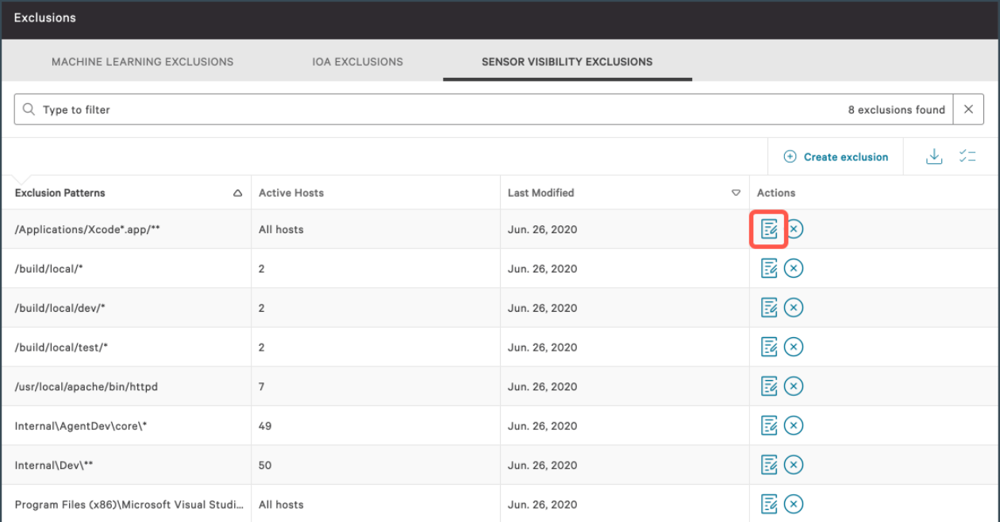 Exclusions
MACHINE LEARNING EXCLUSIONS IOA EXCLUSIONS SENSOR VISIBILITY EXCLUSIONS
Type to filter 8 exclusions found
Create exclusion
Exclusion Patterns Active Hosts Last Modified Actions
/Applications/Xcode*.app/** All hosts Jun. 26, 2020
/build/local/* 2 Jun. 26, 2020
/build/local/dev/* 2 Jun. 26, 2020
/build/local/test/* 2 Jun. 26, 2020
/usr/local/apache/bin/httpd 7 Jun. 26, 2020
Internal\AgentDev\core\* 49 Jun. 26, 2020
Internal\Dev\** 50 Jun. 26, 2020
Program Files (x86)\Microsoft Visual Studi... All hosts Jun. 26, 2020